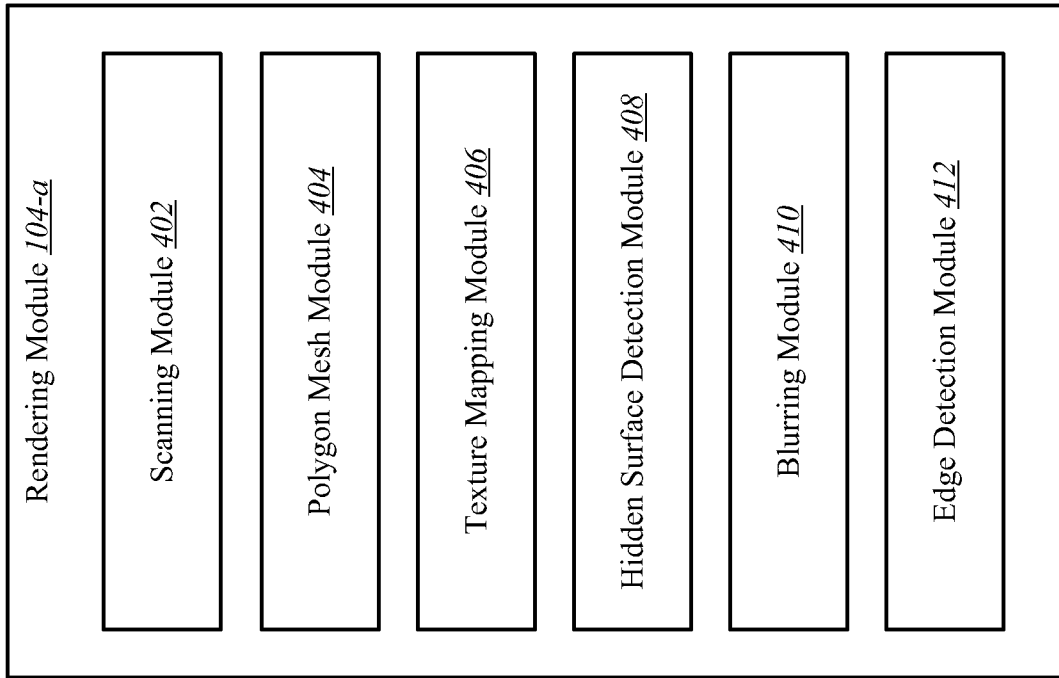 Rendering Module 104-a
Scanning Module 402
Polygon Mesh Module 404
Texture Mapping Module 406
Hidden Surface Detection Module 408
Blurring Module 410
Edge Detection Module 412